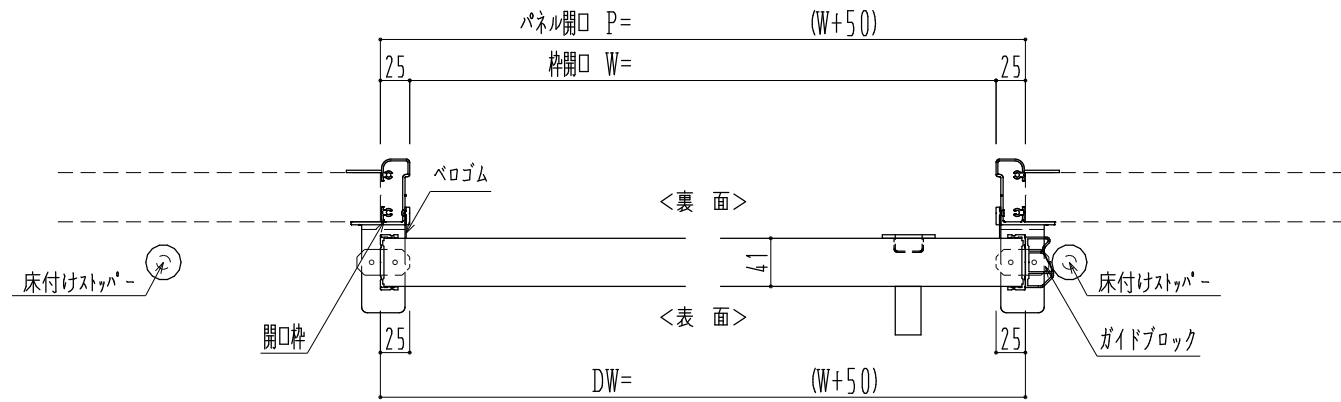 パネル開口 P= (W+50)
25 枠開口 W= 25
ベロゴム
<裏 面>
41
床付けストッパー
床付けストッパー
<表 面>
開口枠
25 25
ガイドブロック
DW= (W+50)